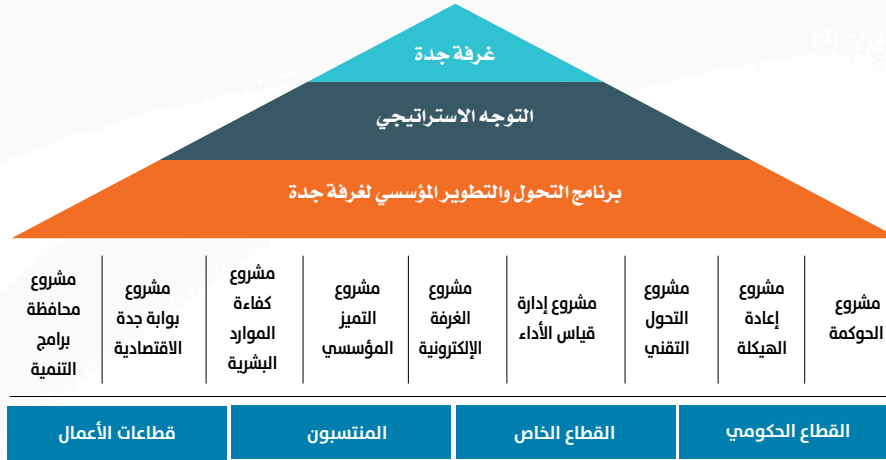 غرفة جدة
التوجه الاستراتيجي
برنامج التحول والتطوير المؤسسي لغرفة جدة
مشروع
الحوكمة
مشروع
إعادة
الهيكلة
مشروع
التحول
التقني
مشروع إدارة
قياس الأداء
مشروع
الغرفة
الإلكترونية
مشروع
التميز
المؤسسي
مشروع
كفاءة
الموارد
البشرية
مشروع
بوابة جدة
الاقتصادية
مشروع
محافظة
برامج
التنمية
القطاع الحكومي
القطاع الخاص
المنتسبون
قطاعات الأعمال